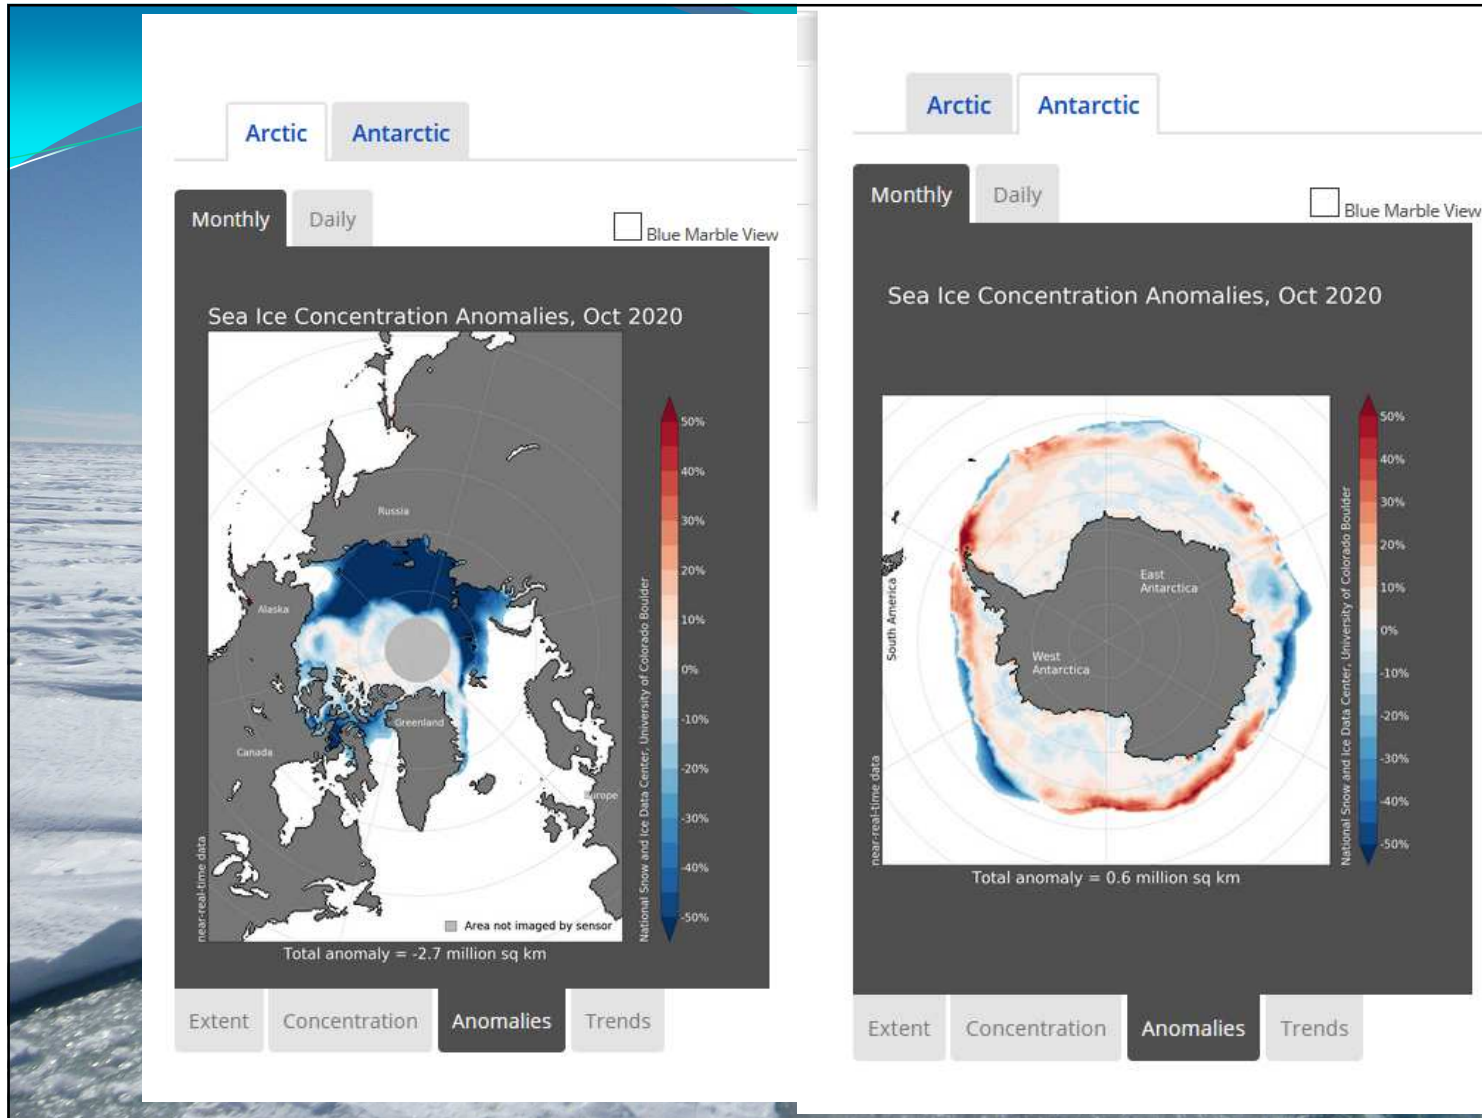 Arctic
Antarctic
Monthly
Daily
Blue Marble View
Sea Ice Concentration Anomalies, Oct 2020
Russia
Alaska
Canada
Greenland
Europe
50%
40%
30%
20%
10%
0%
-10%
-20%
-30%
-40%
-50%
National Snow and Ice Data Center, University of Colorado Boulder
near-real-time data
Area not imaged by sensor
Total anomaly = -2.7 million sq km
Extent
Concentration
Anomalies
Trends
Arctic
Antarctic
Monthly
Daily
Blue Marble View
Sea Ice Concentration Anomalies, Oct 2020
South America
East
Antarctica
West
Antarctica
50%
40%
30%
20%
10%
0%
-10%
-20%
-30%
-40%
-50%
National Snow and Ice Data Center, University of Colorado Boulder
near-real-time data
Total anomaly = 0.6 million sq km
Extent
Concentration
Anomalies
Trends